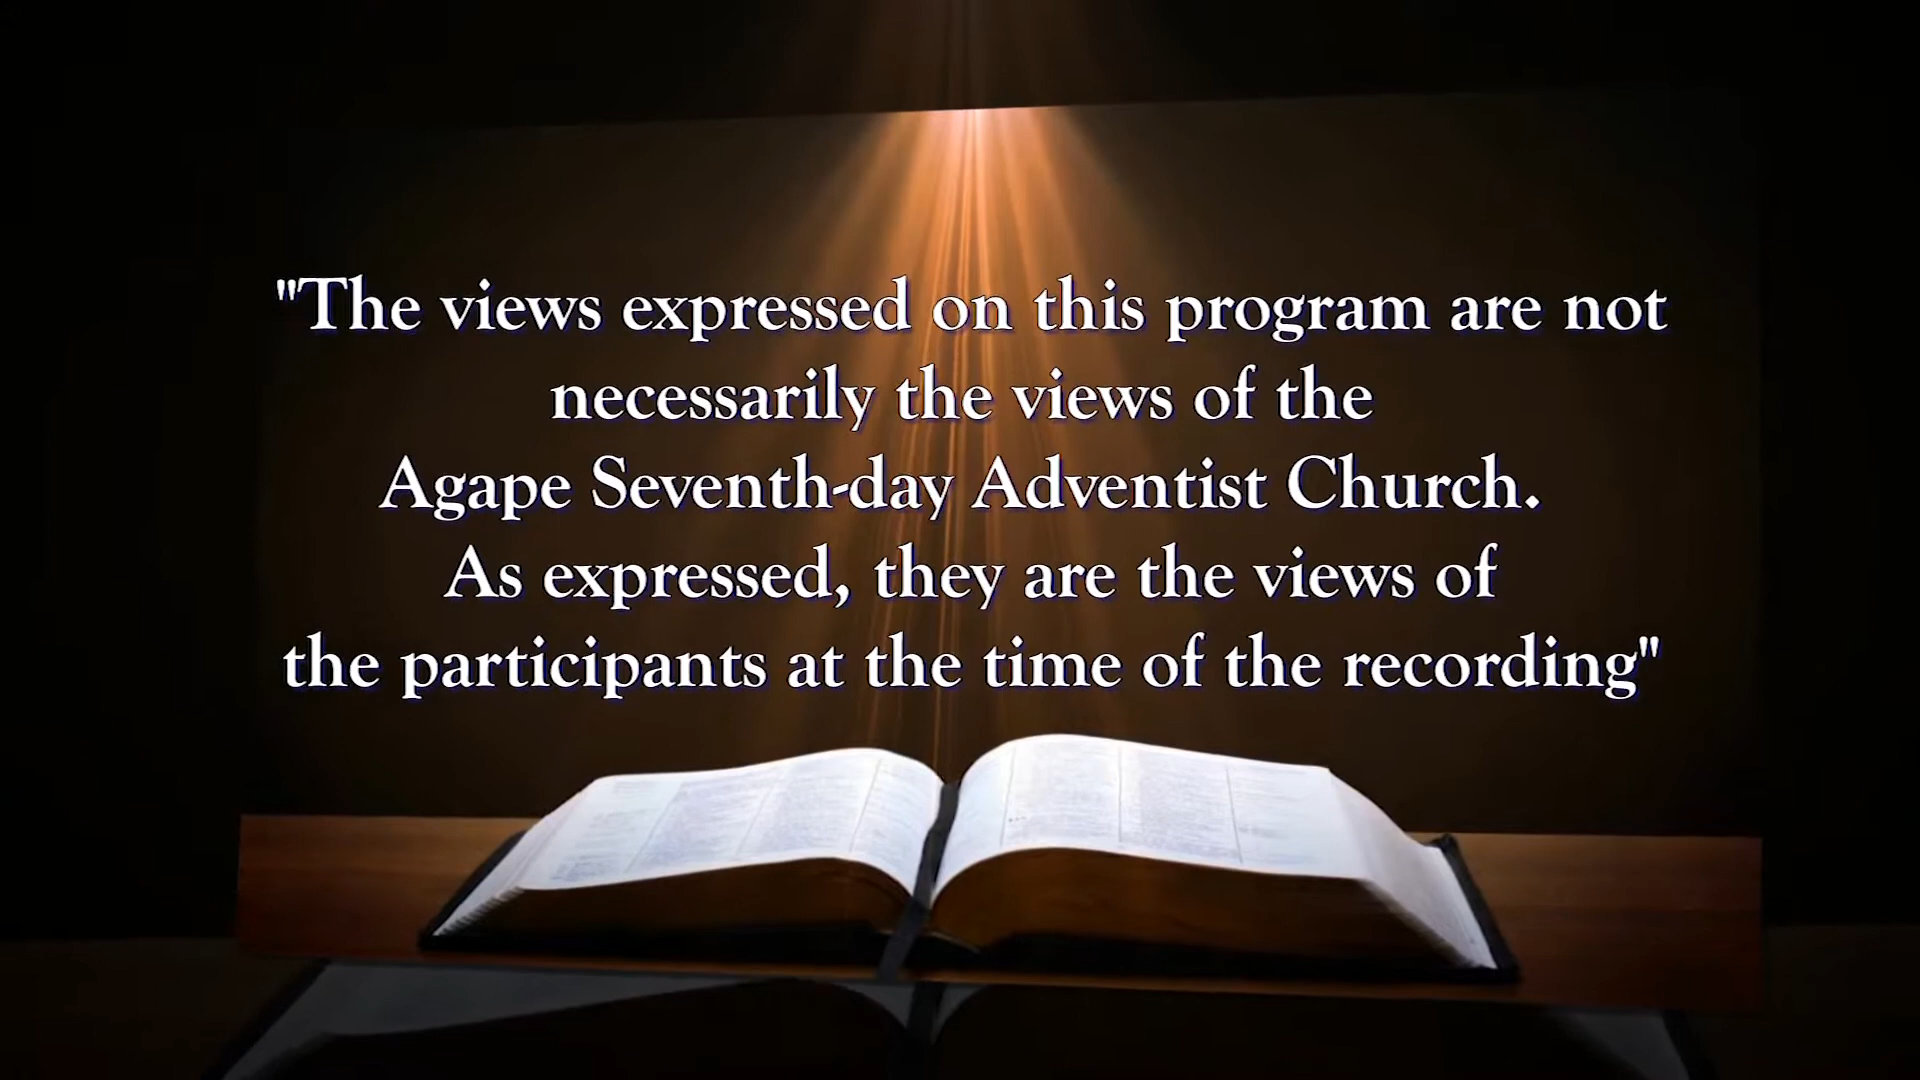 "The views expressed on this program are not
necessarily the views of the
Agape Seventh-day Adventist Church.
As expressed, they are the views of
the participants at the time of the recording"